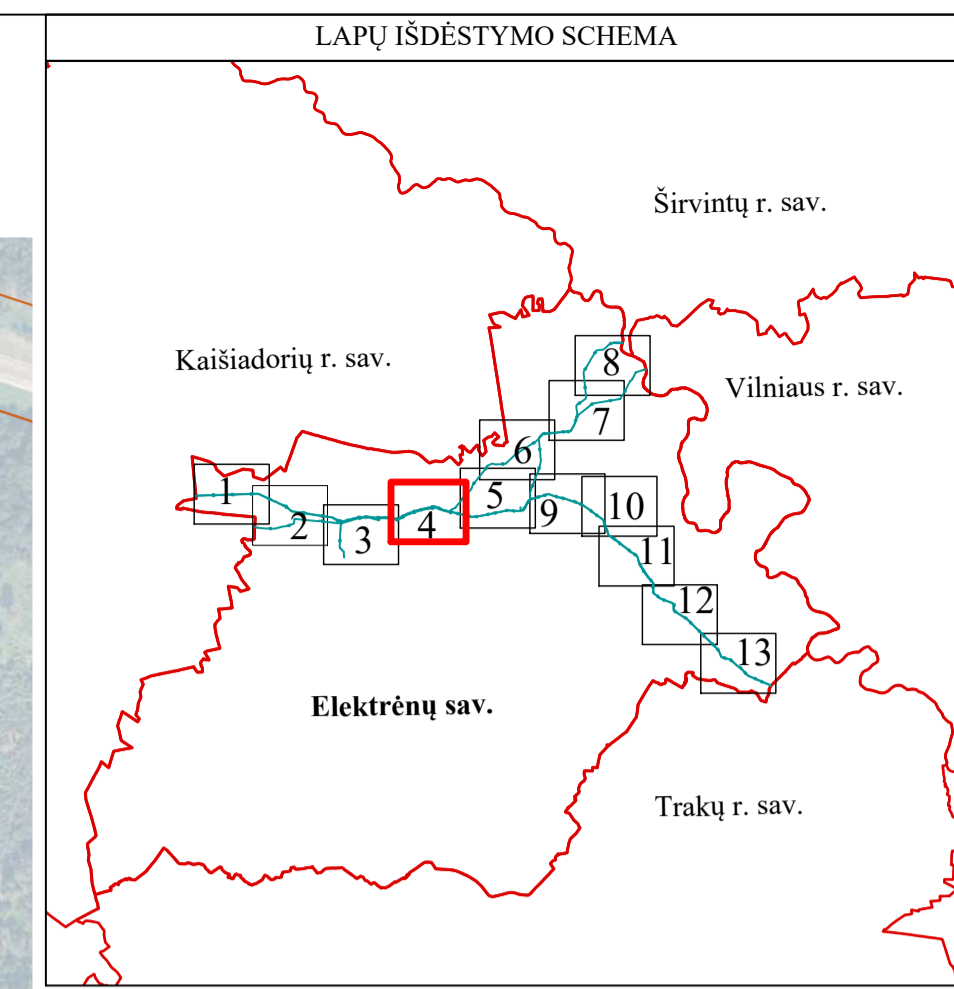 LAPŲ IŠDĖSTYMO SCHEMA
Širvintų r. sav.
Kaišiadorių r. sav.
Vilniaus r. sav.
8
7
6
1
5
10
2
4
9
3
11
12
13
Elektrėnų sav.
Trakų r. sav.